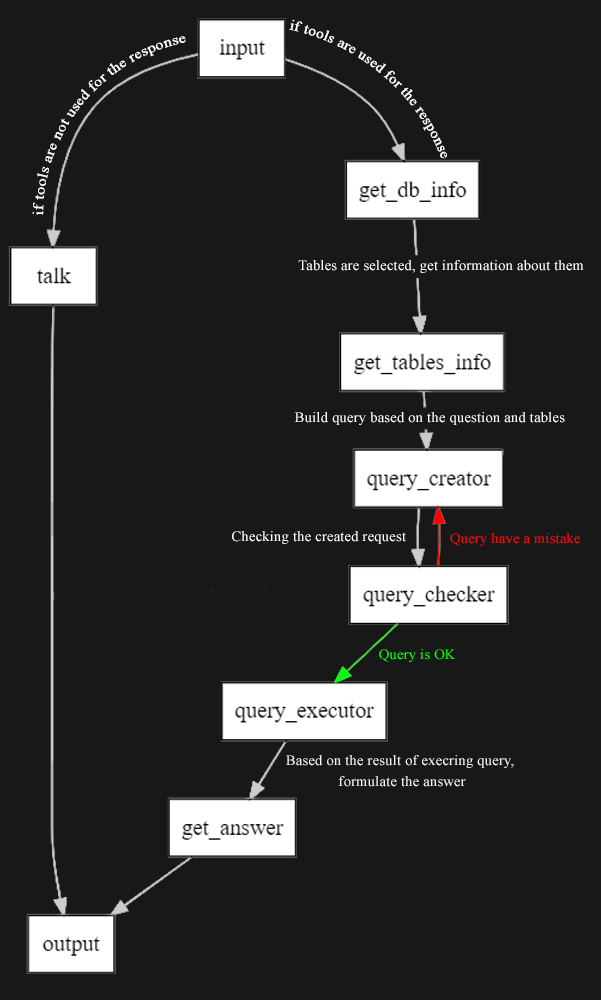 input
if tools are not used for the response
if tools are used for the response
get_db_info
talk
Tables are selected, get information about them
get_tables_info
Build query based on the question and tables
query_creator
Checking the created request
Query have a mistake
query_checker
Query is OK
query_executor
Based on the result of execring query,
formulate the answer
get_answer
output